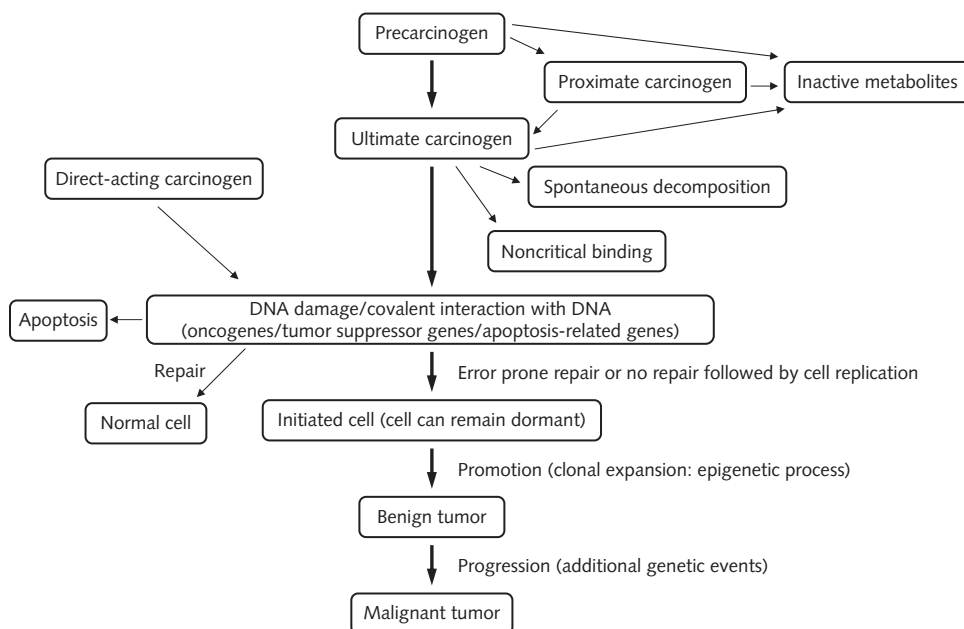 Precarcinogen
Proximate carcinogen
Inactive metabolites
Ultimate carcinogen
Direct-acting carcinogen
Spontaneous decomposition
Noncritical binding
DNA damage/covalent interaction with DNA
(oncogenes/tumor suppressor genes/apoptosis-related genes)
Apoptosis
Repair
Error prone repair or no repair followed by cell replication
Normal cell
Initiated cell (cell can remain dormant)
Promotion (clonal expansion: epigenetic process)
Benign tumor
Progression (additional genetic events)
Malignant tumor